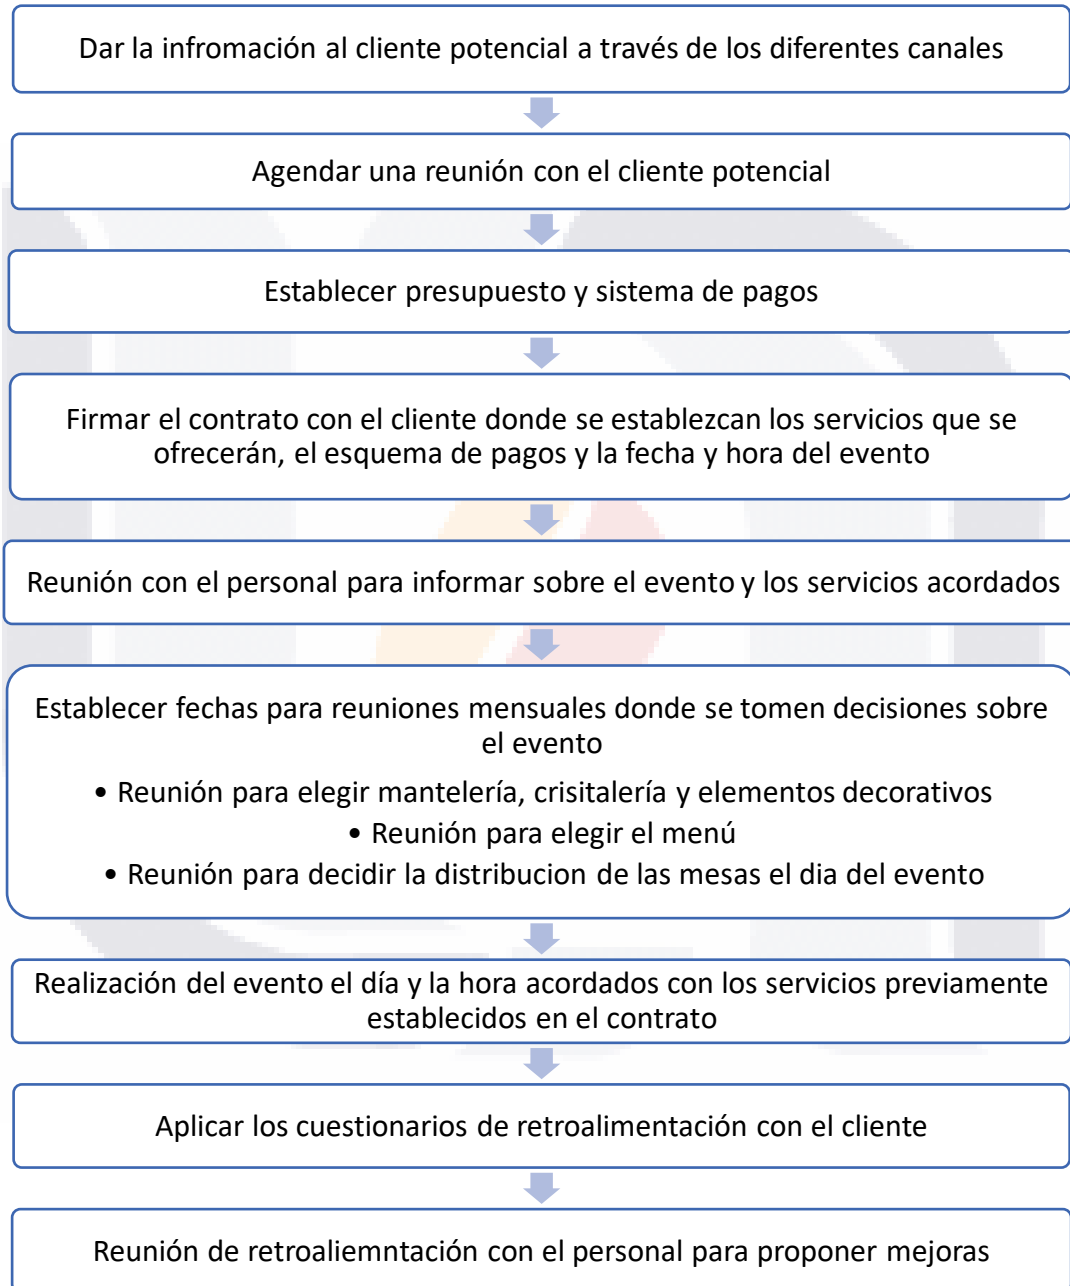 Dar la infromación al cliente potencial a través de los diferentes canales
Agendar una reunión con el cliente potencial
Establecer presupuesto y sistema de pagos
Firmar el contrato con el cliente donde se establezcan los servicios que se
ofrecerán, el esquema de pagos y la fecha y hora del evento
Reunión con el personal para informar sobre el evento y los servicios acordados
Establecer fechas para reuniones mensuales donde se tomen decisiones sobre
el evento
• Reunión para elegir mantelería, crisitalería y elementos decorativos
• Reunión para elegir el menú
• Reunión para decidir la distribucion de las mesas el dia del evento
Realización del evento el día y la hora acordados con los servicios previamente
establecidos en el contrato
Aplicar los cuestionarios de retroalimentación con el cliente
Reunión de retroaliemntación con el personal para proponer mejoras